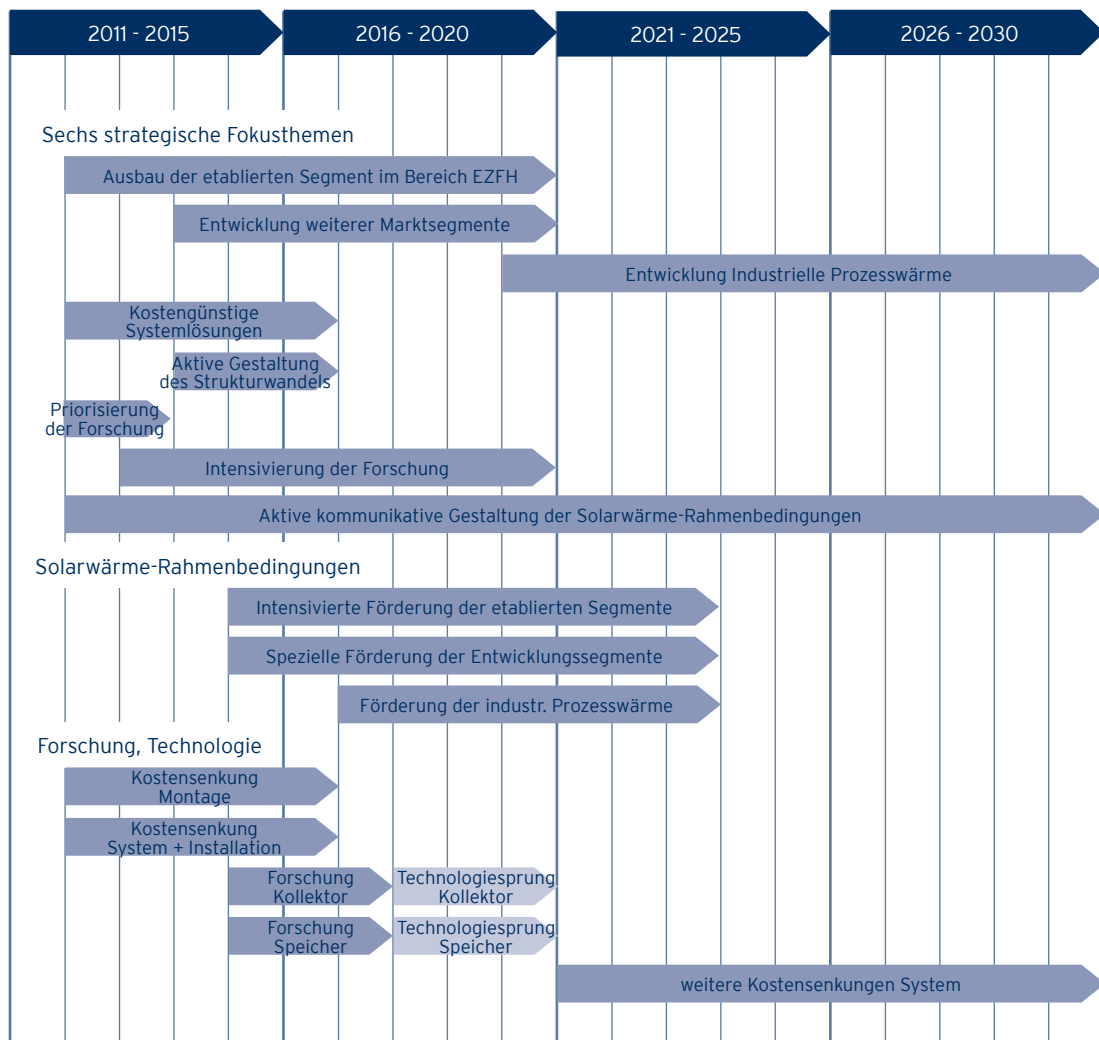 2011 - 2015
2016 - 2020
2021 - 2025
2026 - 2030
Sechs strategische Fokusthemen
Ausbau der etablierten Segment im Bereich EZFH
Entwicklung weiterer Marktsegmente
Entwicklung Industrielle Prozesswärme
Kostengünstige
Systemlösungen
Aktive Gestaltung
des Strukturwandels
Priorisierung
der Forschung
Intensivierung der Forschung
Aktive kommunikative Gestaltung der Solarwärme-Rahmenbedingungen
Solarwärme-Rahmenbedingungen
Intensivierte Förderung der etablierten Segmente
Spezielle Förderung der Entwicklungssegmente
Förderung der industr. Prozesswärme
Forschung, Technologie
Kostensenkung
Montage
Kostensenkung
System + Installation
Forschung
Kollektor
Technologiesprung
Kollektor
Forschung
Speicher
Technologiesprung
Speicher
weitere Kostensenkungen System